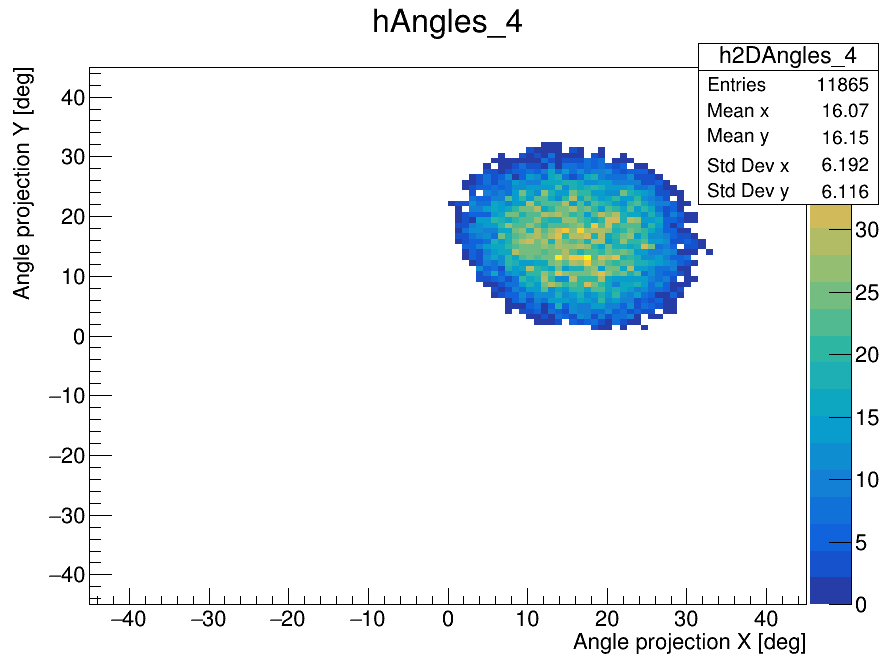 hAngles_4
h2DAngles_4
Entries 11865
Mean x 16.07
Mean y 16.15
Std Dev x 6.192
Std Dev y 6.116
Angle projection Y [deg]
40
30
20
10
0
−10
−20
−30
−40
−40 −30 −20 −10 0 10 20 30 40
Angle projection X [deg]
30
25
20
15
10
5
0